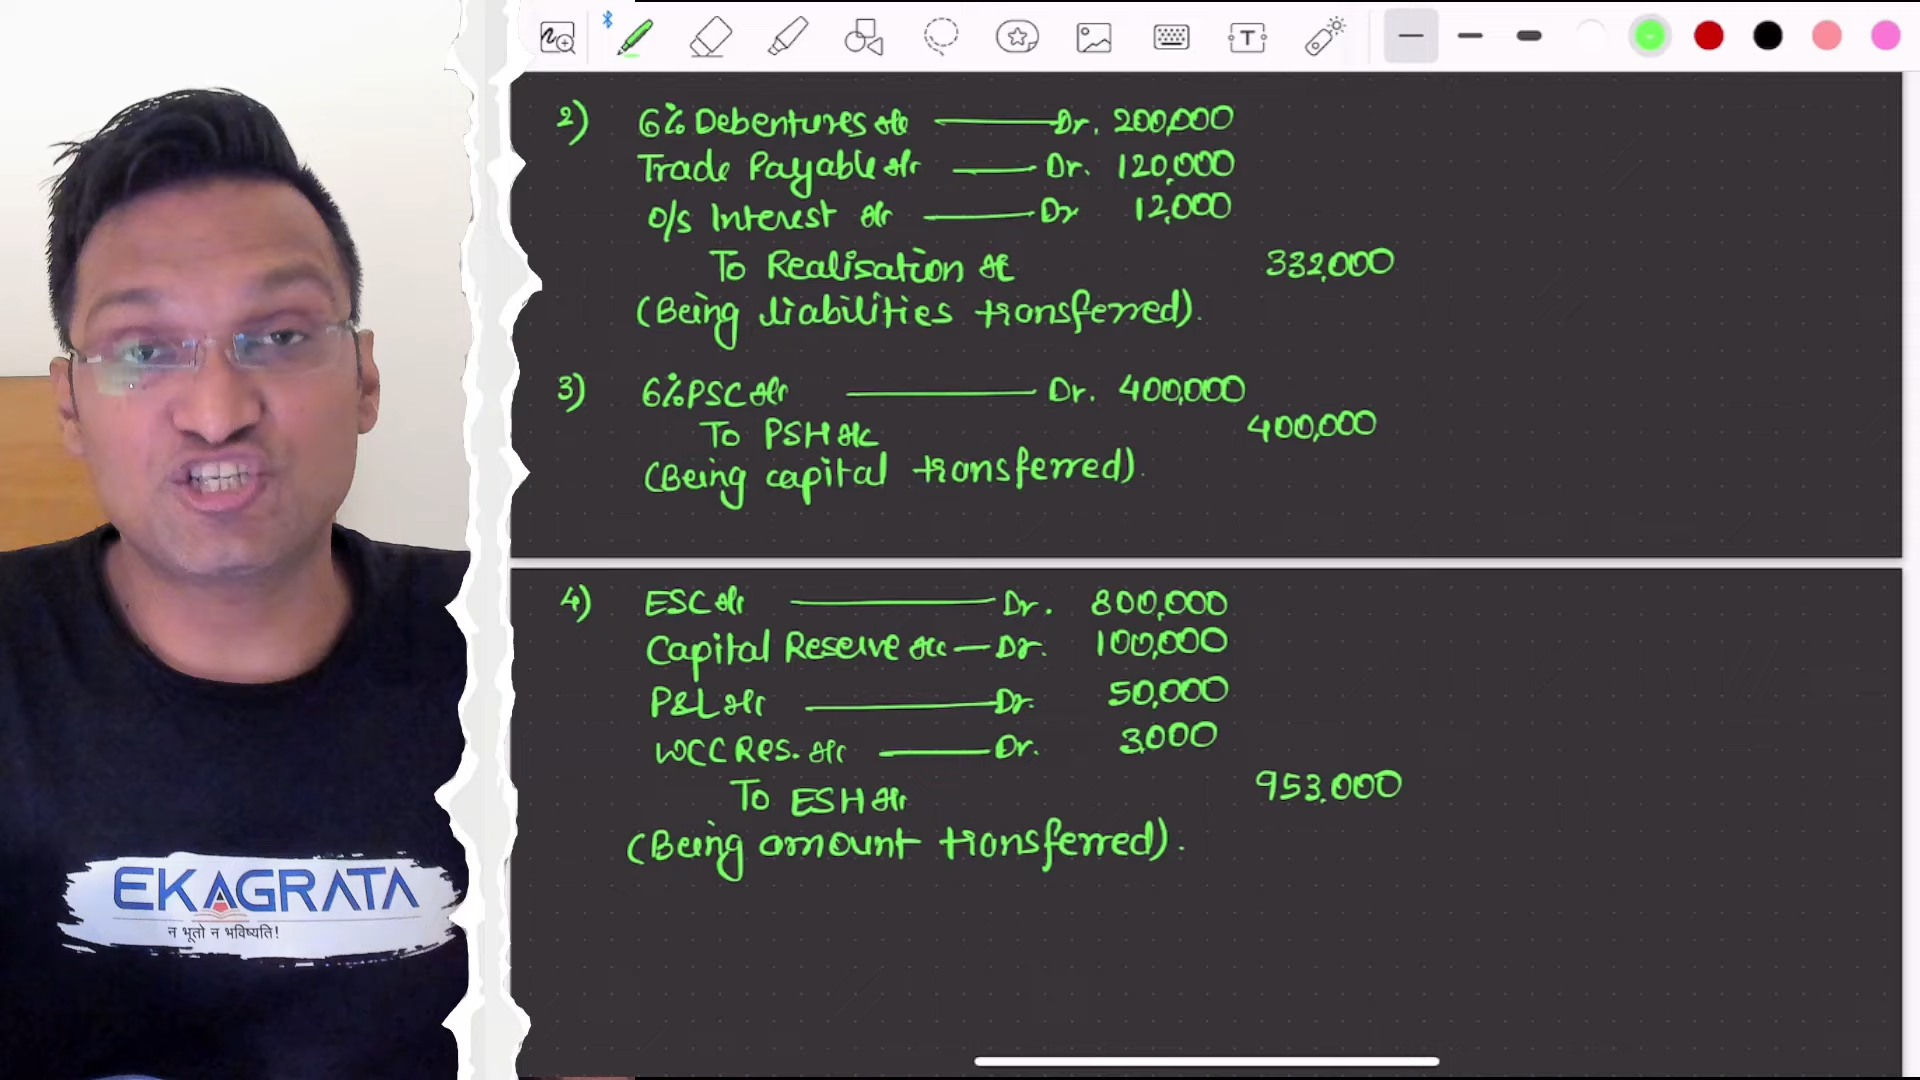 2) 6% Debentures a/c ——— Dr. 200,000
Trade Payable a/c —— Dr. 120,000
O/s Interest a/c ——— Dr 12,000
To Realisation a/c 332,000
(Being liabilities transferred).
3) 6% PSC a/c ——— Dr. 400,000
To PSH a/c 400,000
(Being capital transferred).
4) ESC a/c ——— Dr. 800,000
Capital Reserve a/c — Dr. 100,000
P&L a/c ——— Dr. 50,000
WCC Res. a/c —— Dr. 3,000
To ESH a/c 953,000
(Being amount transferred).
EKAGRATA
न भूतो न भविष्यति!
T